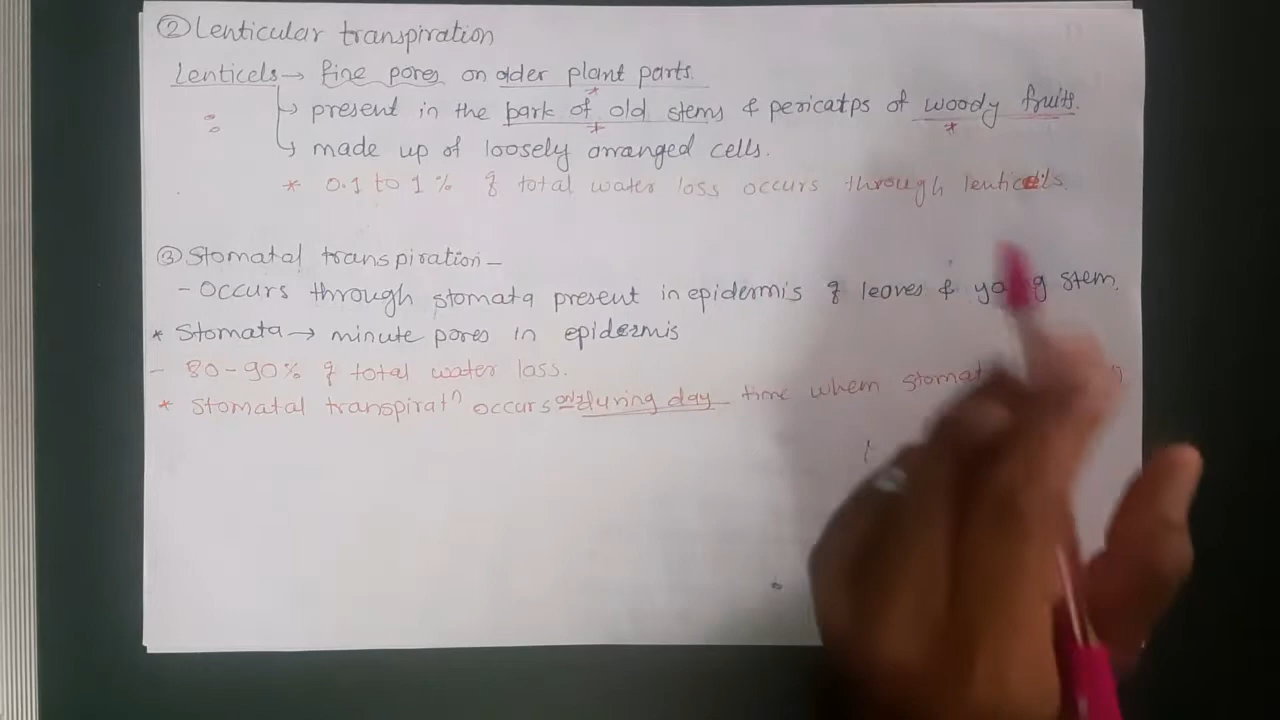 ② Lenticular transpiration
Lenticels → fine pores on older plant parts.
↳ present in the bark of old stems & pericarps of woody fruits.
↳ made up of loosely arranged cells.
* 0.1 to 1 % of total water loss occurs through lenticels.
③ Stomatal transpiration –
- Occurs through stomata present in epidermis of leaves & stem.
* Stomata → minute pores in epidermis
- 80-90% of total water loss.
* Stomatal transpiratⁿ occurs only during day time when